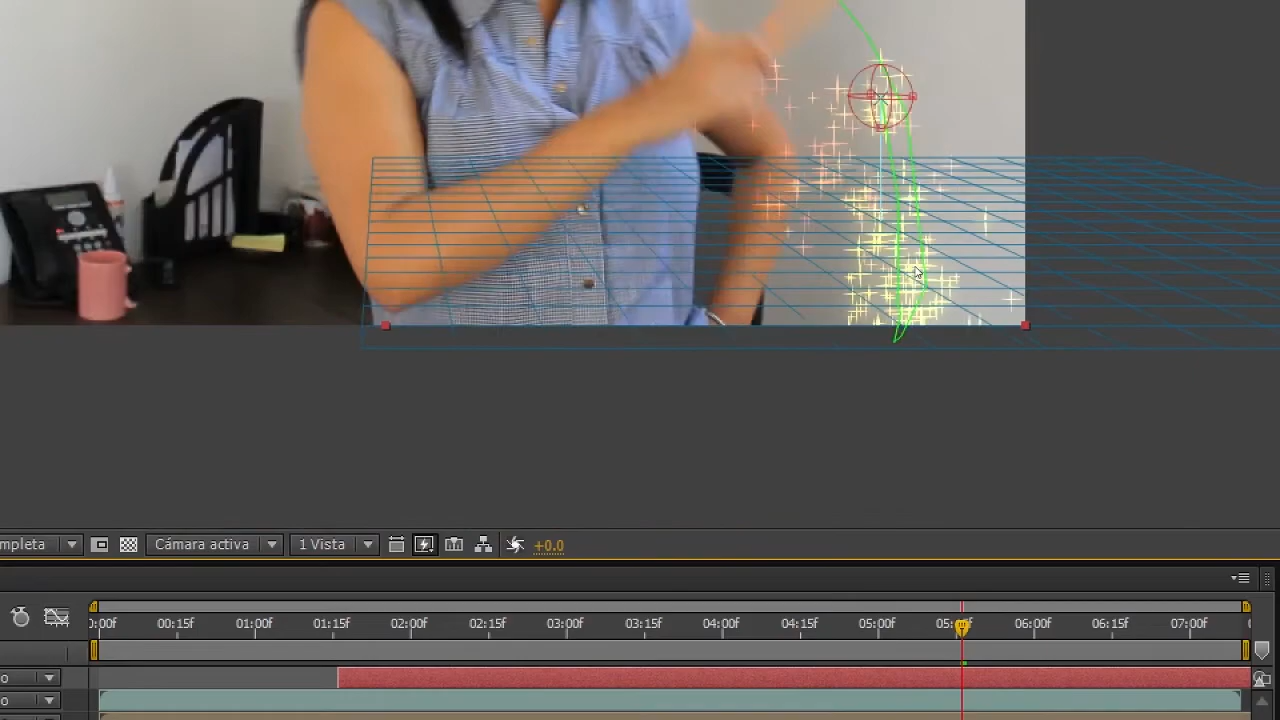 mpleta Cámara activa 1 Vista +0.0
0:00f 00:15f 01:00f 01:15f 02:00f 02:15f 03:00f 03:15f 04:00f 04:15f 05:00f 06:00f 06:15f 07:00f
o
o